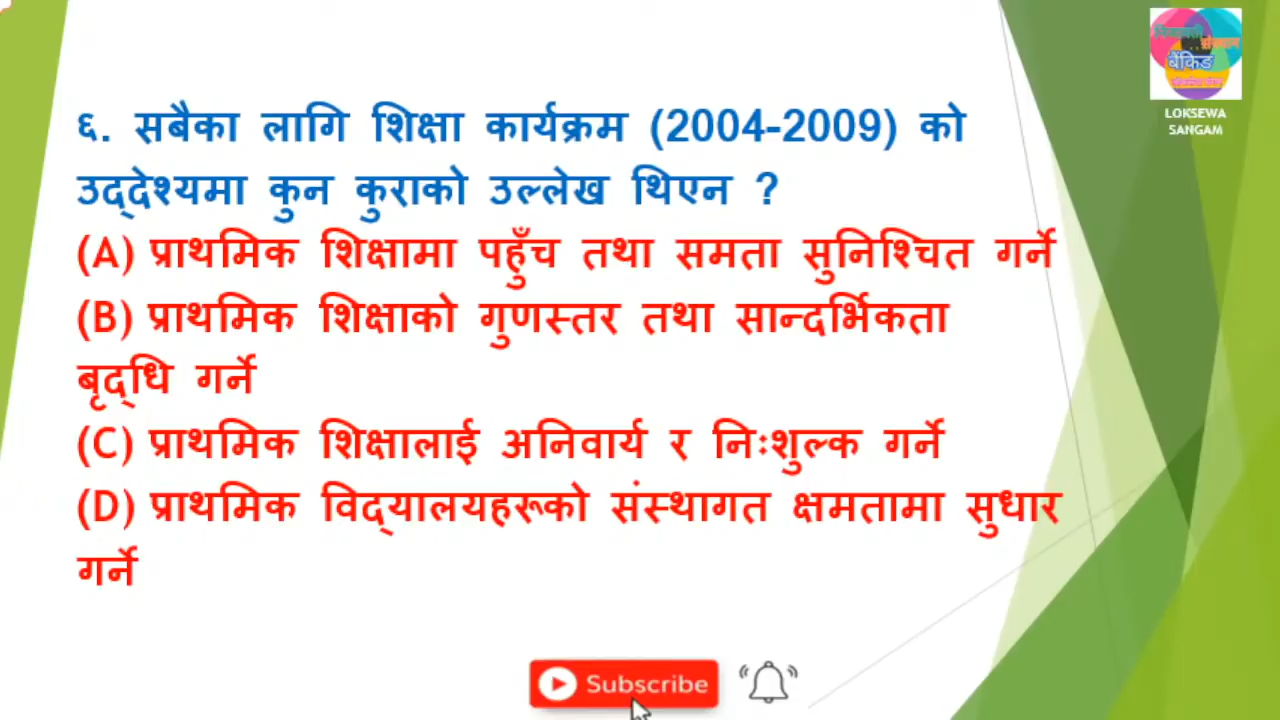 ६. सबैका लागि शिक्षा कार्यक्रम (2004-2009) को
उद्देश्यमा कुन कुराको उल्लेख थिएन ?
(A) प्राथमिक शिक्षामा पहुँच तथा समता सुनिश्चित गर्ने
(B) प्राथमिक शिक्षाको गुणस्तर तथा सान्दर्भिकता
बृद्धि गर्ने
(C) प्राथमिक शिक्षालाई अनिवार्य र निःशुल्क गर्ने
(D) प्राथमिक विद्यालयहरूको संस्थागत क्षमतामा सुधार
गर्ने
बैंकिङ
LOKSEWA
SANGAM
Subscribe